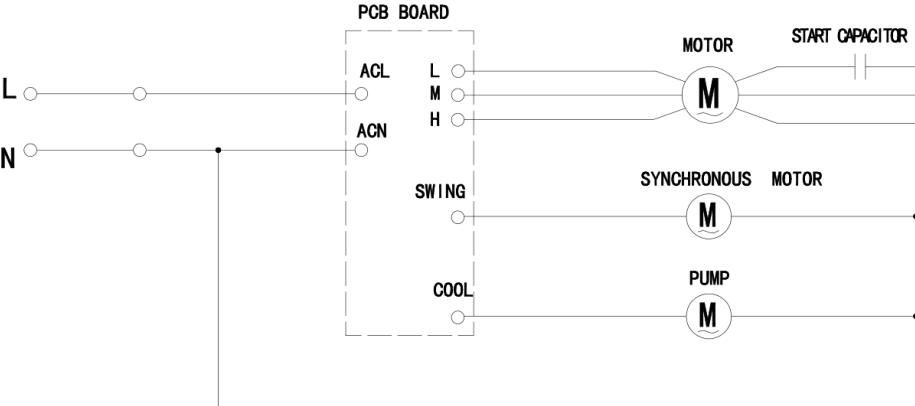 PCB BOARD
START CAPACITOR
MOTOR
ACL
L
M
M
L
H
ACN
N
SYNCHRONOUS MOTOR
SWING
M
PUMP
COOL
M